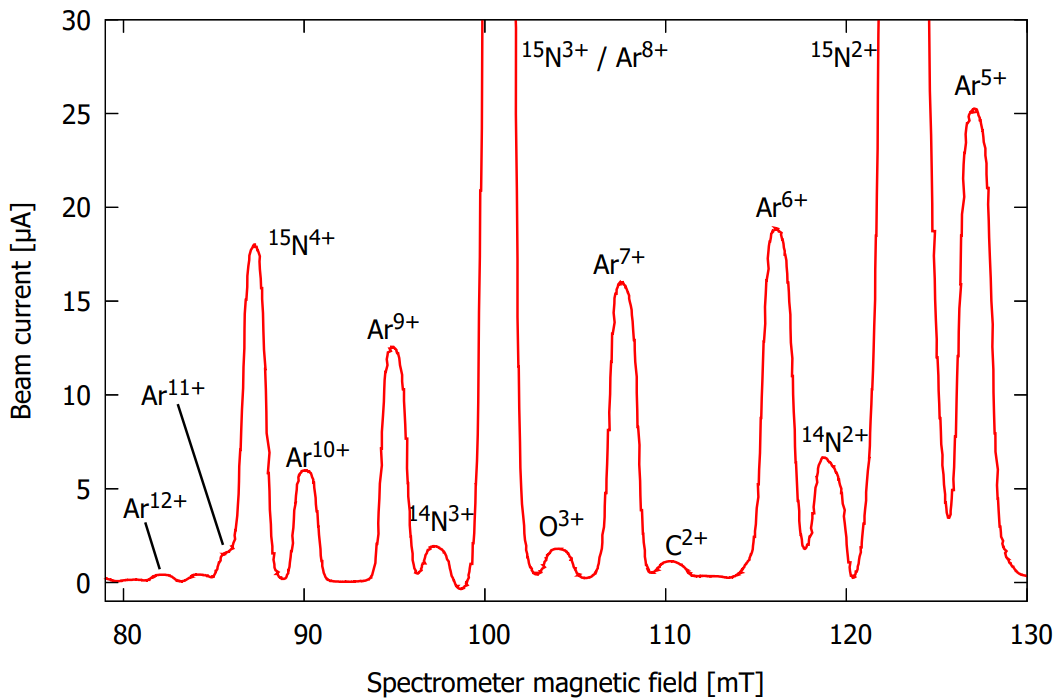 30
25
20
15
10
5
0
Beam current [µA]
¹⁵N³⁺ / Ar⁸⁺
¹⁵N²⁺
Ar⁵⁺
¹⁵N⁴⁺
Ar⁶⁺
Ar⁷⁺
Ar⁹⁺
Ar¹¹⁺
Ar¹⁰⁺
¹⁴N²⁺
Ar¹²⁺
¹⁴N³⁺
O³⁺
C²⁺
80 90 100 110 120 130
Spectrometer magnetic field [mT]